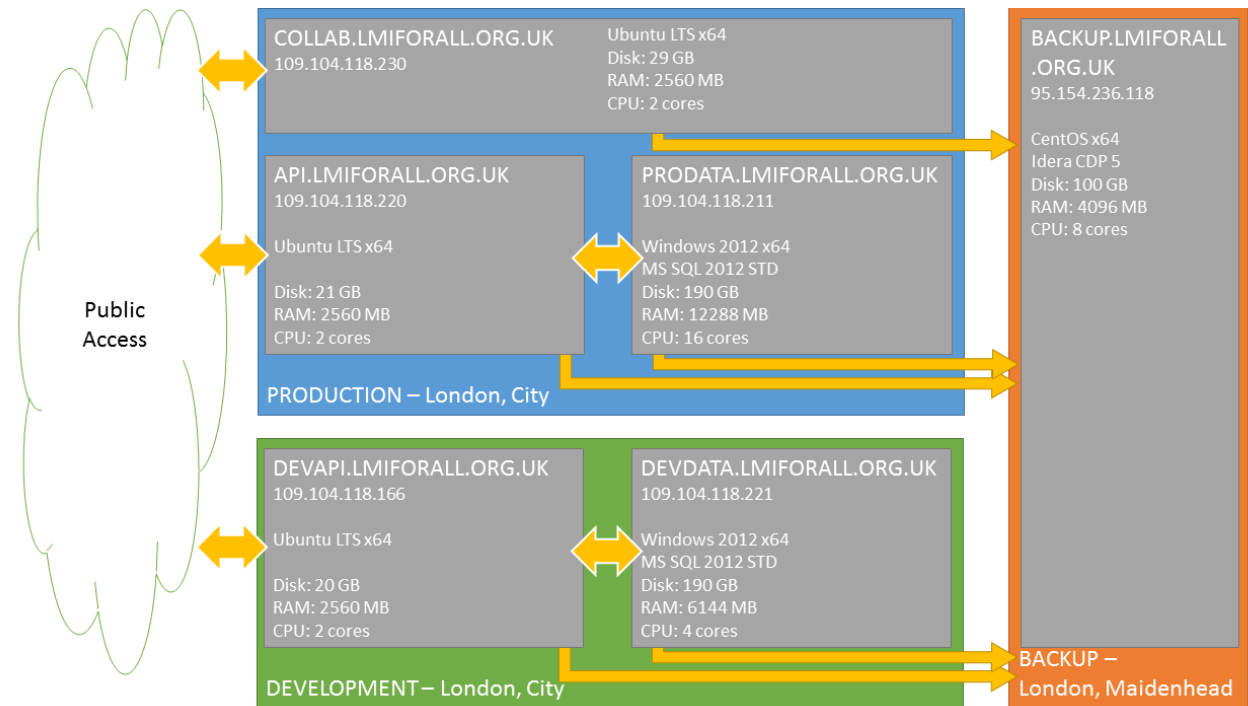 Public
Access
COLLAB.LMIFORALL.ORG.UK
109.104.118.230
Ubuntu LTS x64
Disk: 29 GB
RAM: 2560 MB
CPU: 2 cores
API.LMIFORALL.ORG.UK
109.104.118.220
Ubuntu LTS x64
Disk: 21 GB
RAM: 2560 MB
CPU: 2 cores
PRODATA.LMIFORALL.ORG.UK
109.104.118.211
Windows 2012 x64
MS SQL 2012 STD
Disk: 190 GB
RAM: 12288 MB
CPU: 16 cores
PRODUCTION – London, City
DEVAPI.LMIFORALL.ORG.UK
109.104.118.166
Ubuntu LTS x64
Disk: 20 GB
RAM: 2560 MB
CPU: 2 cores
DEVDATA.LMIFORALL.ORG.UK
109.104.118.221
Windows 2012 x64
MS SQL 2012 STD
Disk: 190 GB
RAM: 6144 MB
CPU: 4 cores
DEVELOPMENT – London, City
BACKUP.LMIFORALL
.ORG.UK
95.154.236.118
CentOS x64
Idera CDP 5
Disk: 100 GB
RAM: 4096 MB
CPU: 8 cores
BACKUP –
London, Maidenhead